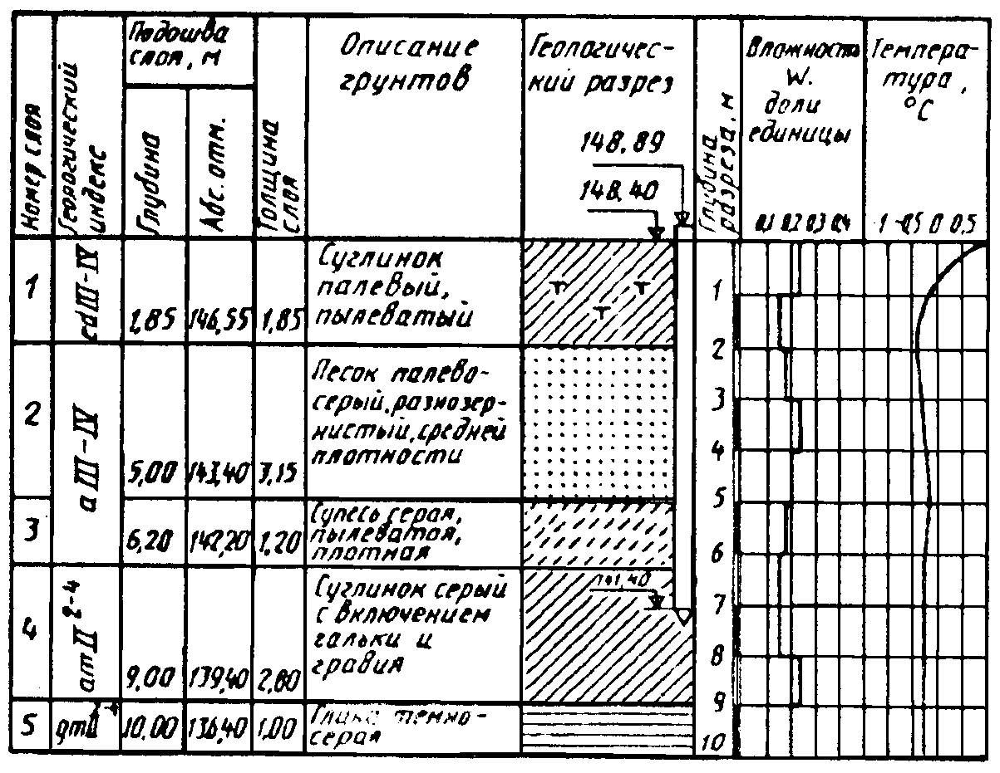 Номер слоя
Геологический
индекс
Подошва
слоя, м
Глубина
Абс. отм.
Толщина
слоя
Описание
грунтов
Геологичес-
кий разрез
148.89
148.40
Глубина
разреза, м
Влажность
W.
доли
единицы
0.1 0.2 0.3 0.4
Темпера-
тура,
°C
-1 -0,5 0 0.5
1
edIII-IV
1,85
146,55
1,85
Суглинок
палевый,
пылеватый
2
aIII-IV
5,00
143,40
3,15
Песок палево-
серый, разнозер-
нистый, средней
плотности
3
6,20
142,20
1,20
Супесь серая,
пылеватая,
плотная
4
amII²⁻⁴
9,00
139,40
2,80
Суглинок серый
с включением
гальки и
гравия
141,40
5
gmII²⁻⁴
10,00
136,40
1,00
Глина темно-
серая
1
2
3
4
5
6
7
8
9
10